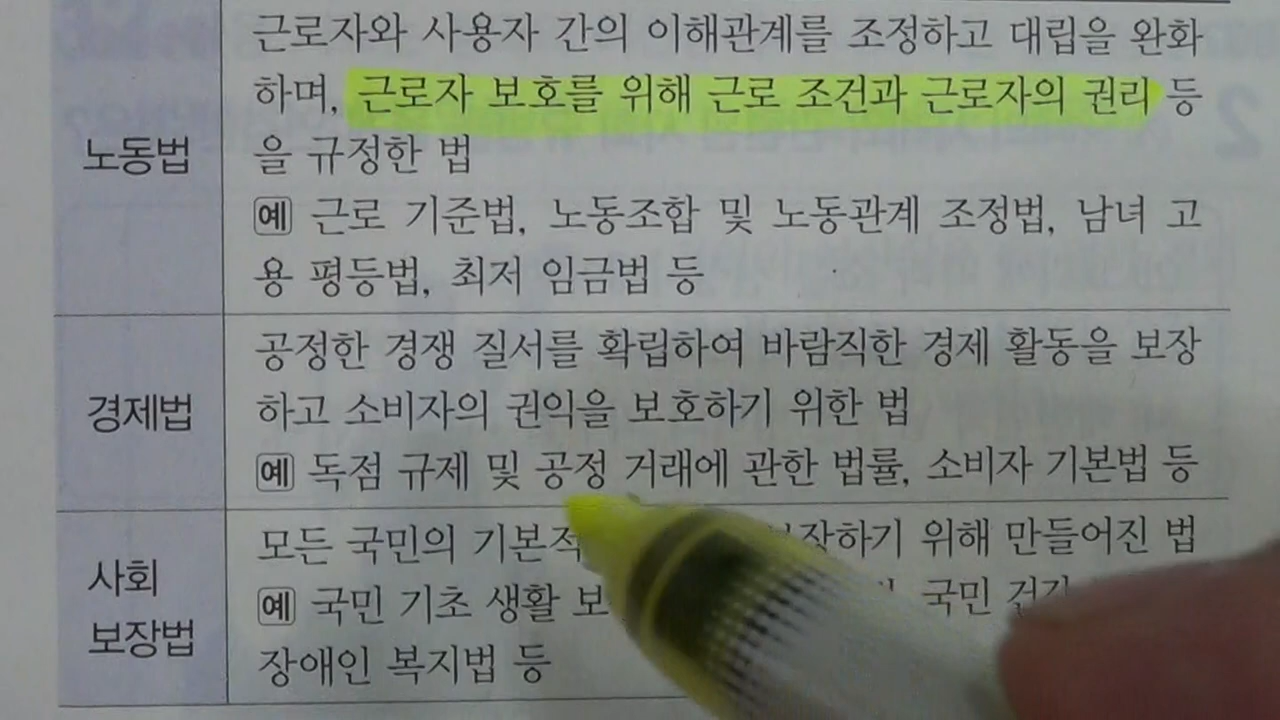 근로자와 사용자 간의 이해관계를 조정하고 대립을 완화
하며, 근로자 보호를 위해 근로 조건과 근로자의 권리 등
노동법
을 규정한 법
예 근로 기준법, 노동조합 및 노동관계 조정법, 남녀 고
용 평등법, 최저 임금법 등
공정한 경쟁 질서를 확립하여 바람직한 경제 활동을 보장
경제법
하고 소비자의 권익을 보호하기 위한 법
예 독점 규제 및 공정 거래에 관한 법률, 소비자 기본법 등
모든 국민의 위해 만들어진 법
사회
보장법
예 국민 기초 생활 국민
장애인 복지법 등
2